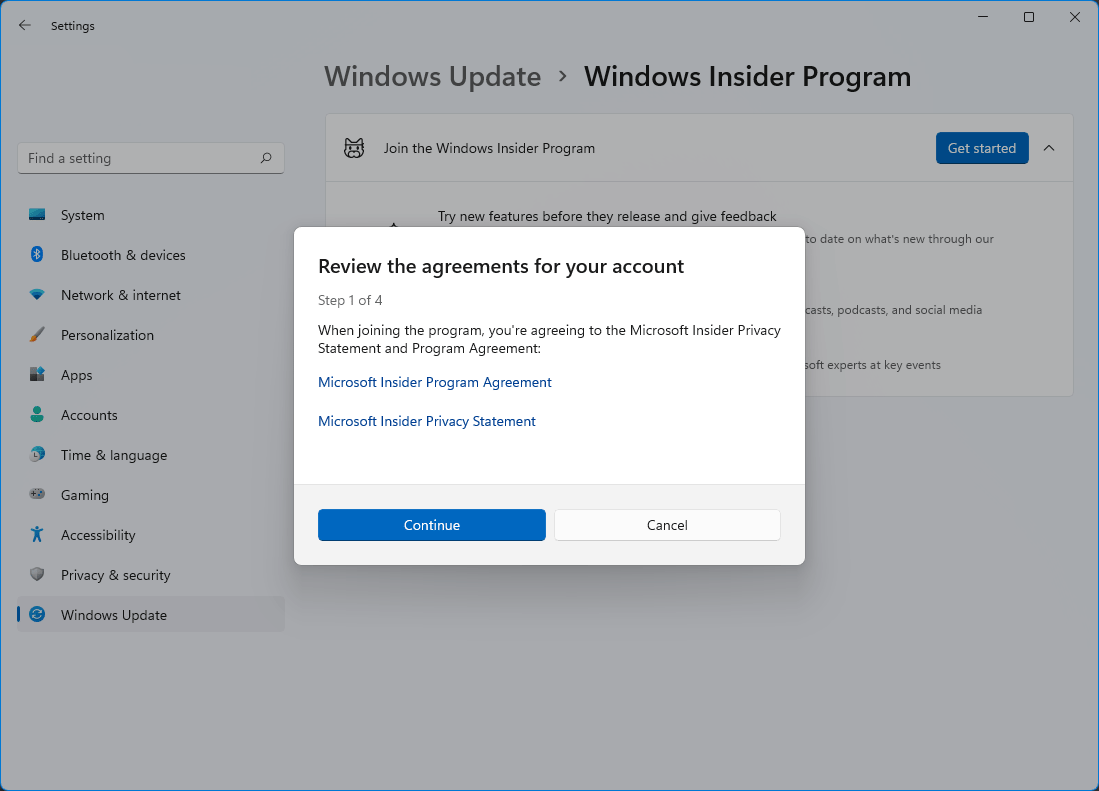 Settings
Windows Update > Windows Insider Program
Find a setting
Join the Windows Insider Program
Get started
System
Bluetooth & devices
Network & internet
Personalization
Apps
Accounts
Time & language
Gaming
Accessibility
Privacy & security
Windows Update
Try new features before they release and give feedback
to date on what's new through our
casts, podcasts, and social media
soft experts at key events
Review the agreements for your account
Step 1 of 4
When joining the program, you're agreeing to the Microsoft Insider Privacy
Statement and Program Agreement:
Microsoft Insider Program Agreement
Microsoft Insider Privacy Statement
Continue
Cancel